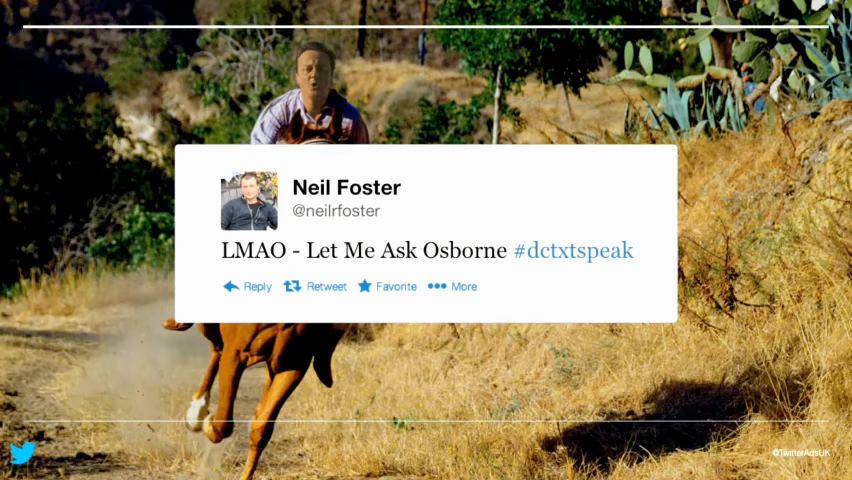 Neil Foster
@neilrfoster
LMAO - Let Me Ask Osborne #dctxtspeak
Reply Retweet Favorite More
@TwitterAdsUK